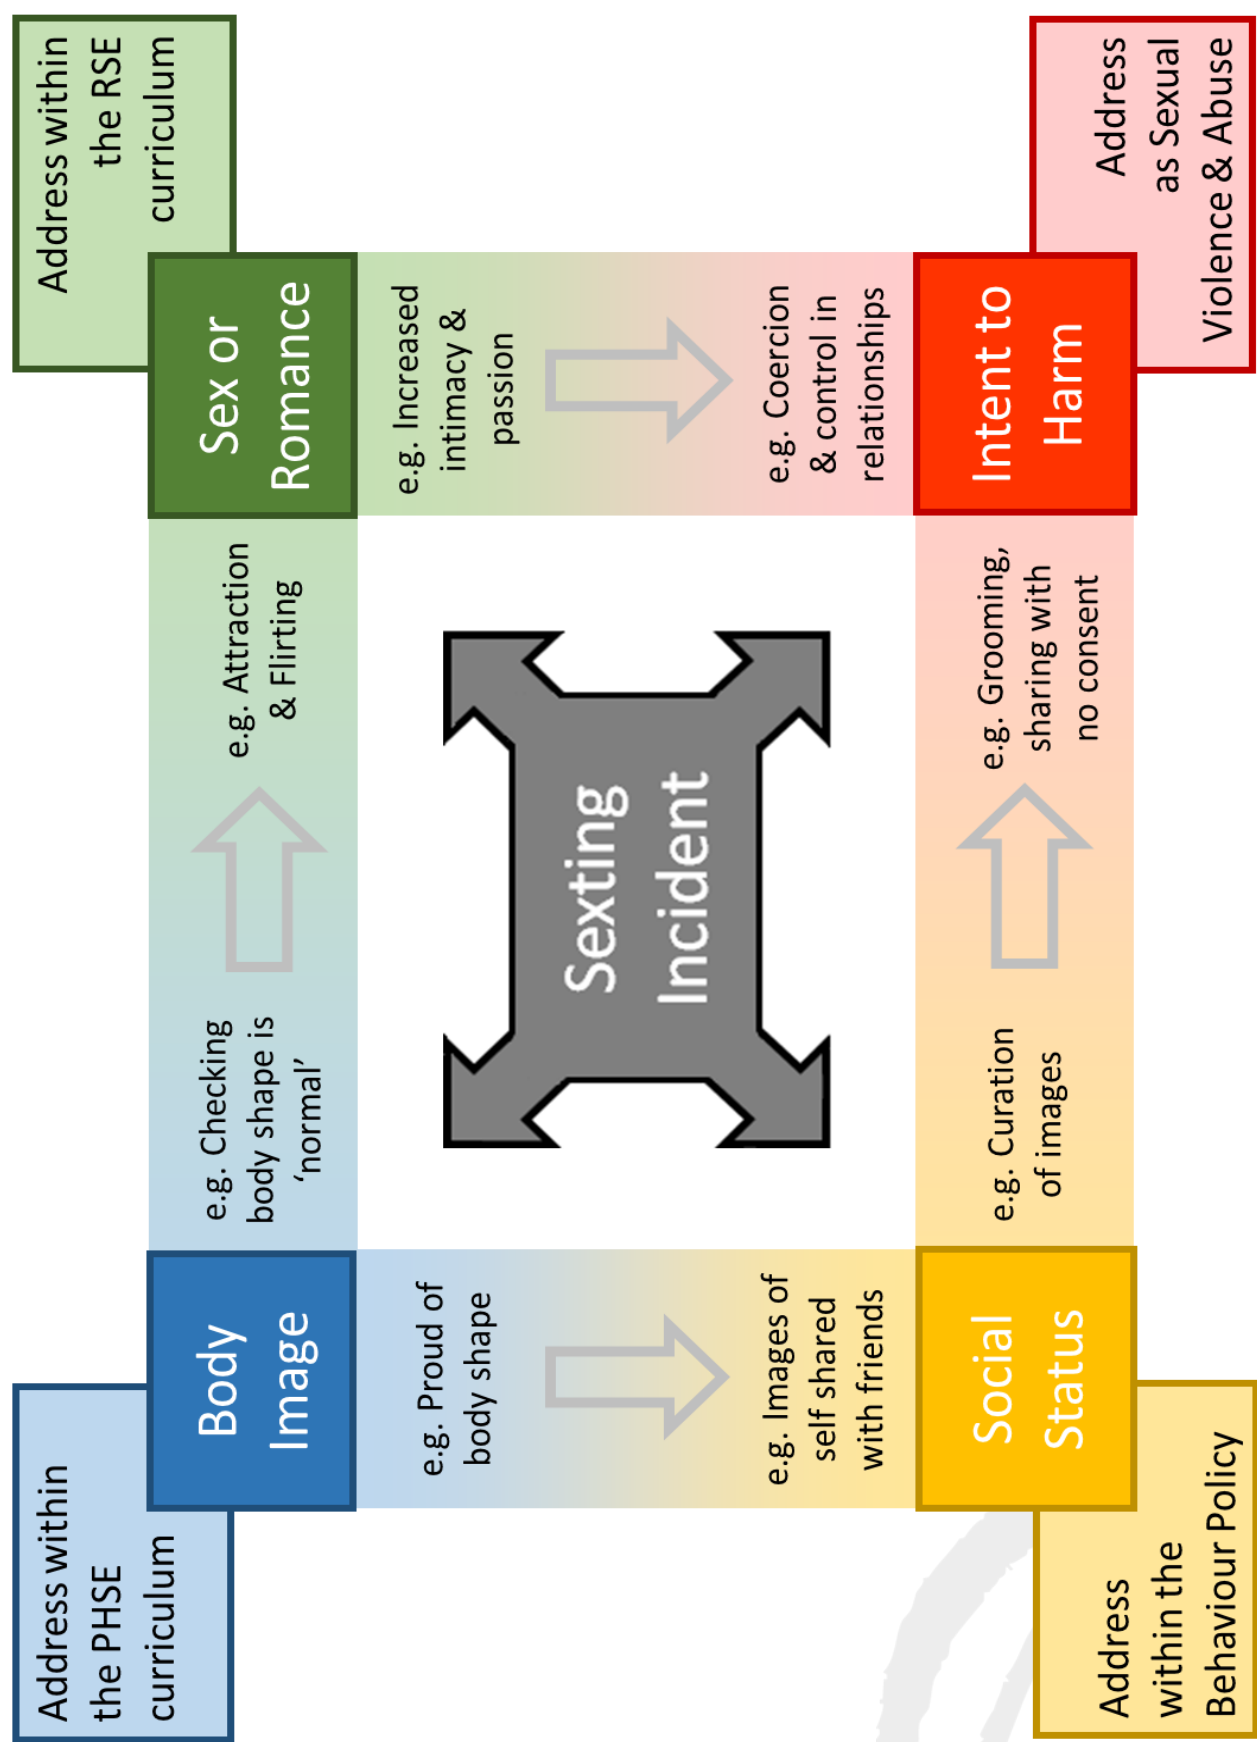 Address within
the PHSE
curriculum
Body
Image
e.g. Checking
body shape is
‘normal’
e.g. Attraction
& Flirting
Sex or
Romance
Address within
the RSE
curriculum
e.g. Proud of
body shape
e.g. Images of
self shared
with friends
Sexting
Incident
e.g. Increased
intimacy &
passion
e.g. Coercion
& control in
relationships
Social
Status
Address
within the
Behaviour Policy
e.g. Curation
of images
e.g. Grooming,
sharing with
no consent
Intent to
Harm
Address
as Sexual
Violence & Abuse